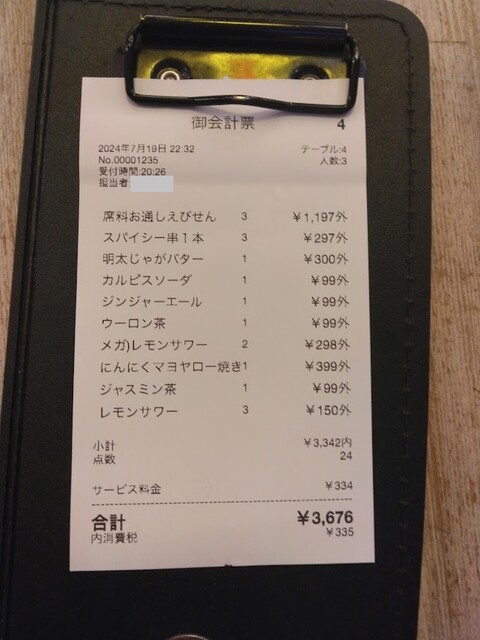 御会計票 4
2024年7月19日 22:32 テーブル:4
No.00001235 人数:3
受付時間:20:26
担当者:
席料お通しえびせん 3 ¥1,197外
スパイシー串1本 3 ¥297外
明太じゃがバター 1 ¥300外
カルピスソーダ 1 ¥99外
ジンジャーエール 1 ¥99外
ウーロン茶 1 ¥99外
メガ)レモンサワー 2 ¥298外
にんにくマヨヤロー焼き1 ¥399外
ジャスミン茶 1 ¥99外
レモンサワー 3 ¥150外
小計 ¥3,342内
点数 24
サービス料金 ¥334
合計 ¥3,676
内消費税 ¥335